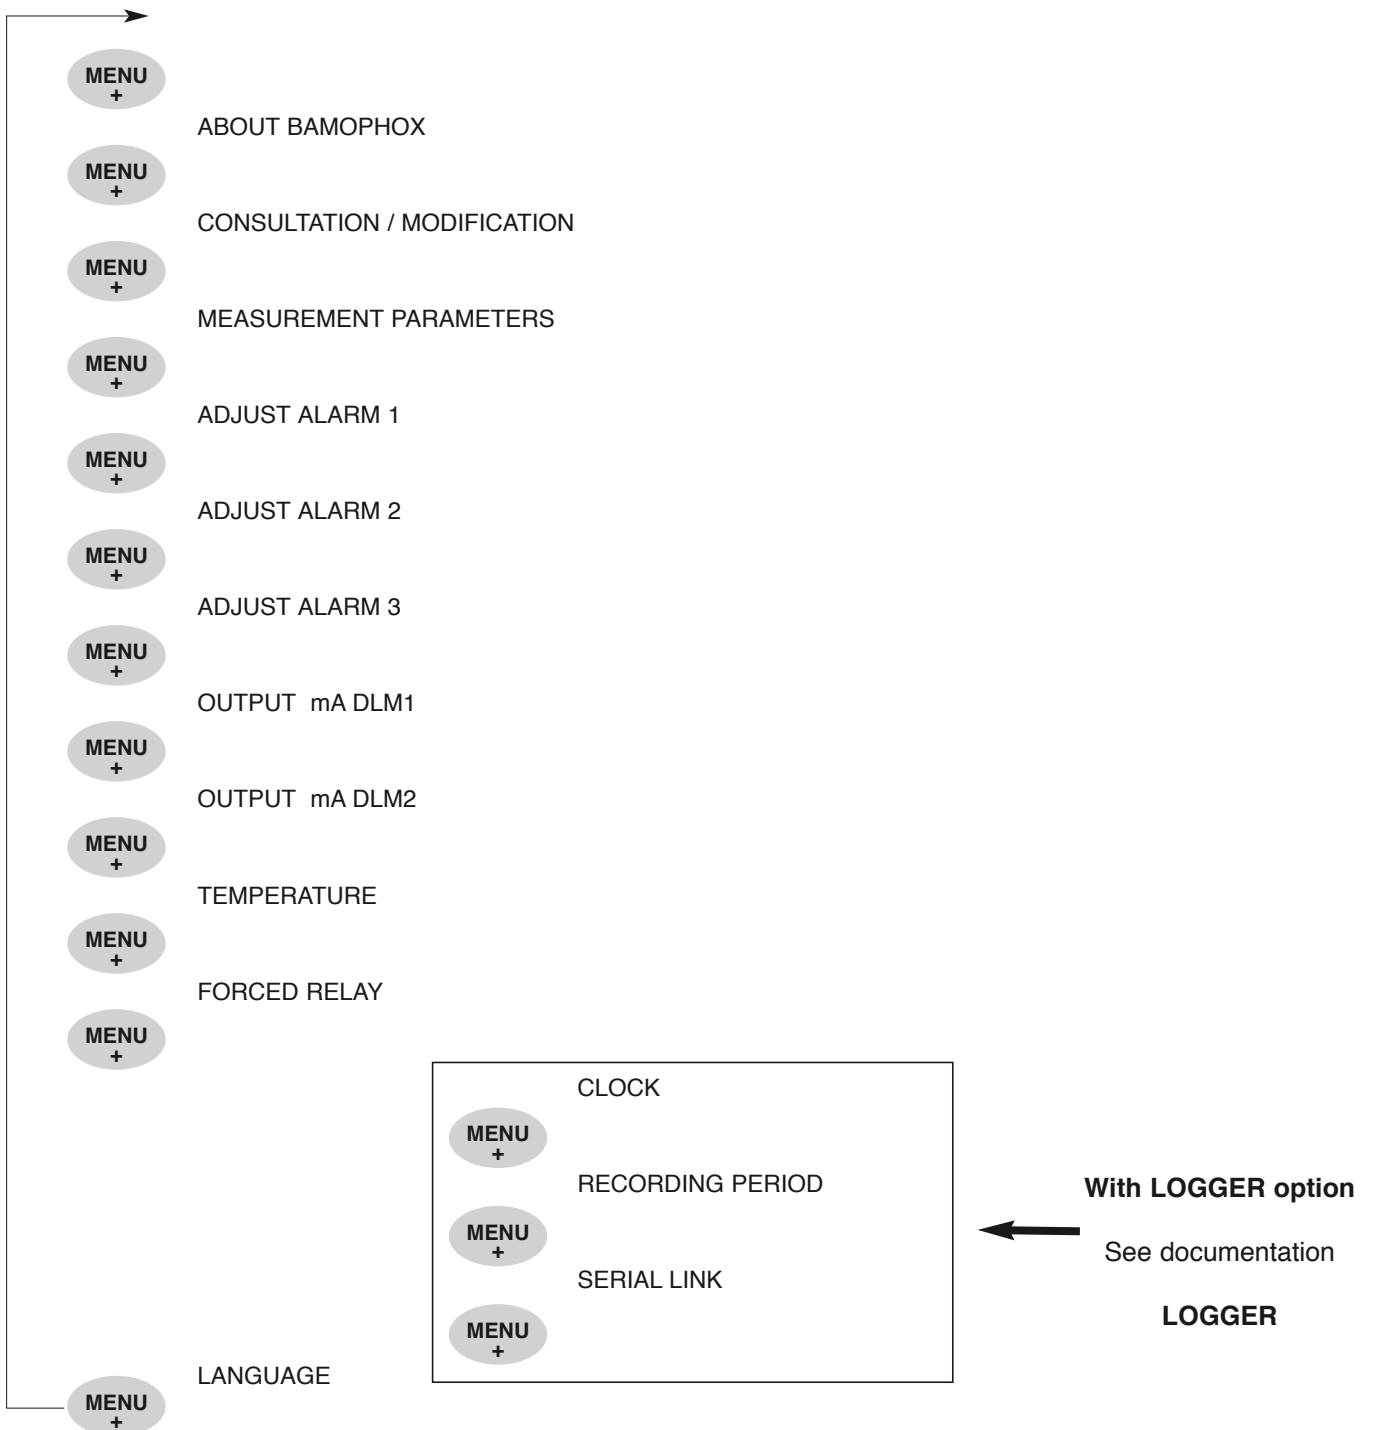 MENU
+
ABOUT BAMOPHOX
MENU
+
CONSULTATION / MODIFICATION
MENU
+
MEASUREMENT PARAMETERS
MENU
+
ADJUST ALARM 1
MENU
+
ADJUST ALARM 2
MENU
+
ADJUST ALARM 3
MENU
+
OUTPUT mA DLM1
MENU
+
OUTPUT mA DLM2
MENU
+
TEMPERATURE
MENU
+
FORCED RELAY
MENU
+
CLOCK
MENU
+
RECORDING PERIOD
MENU
+
SERIAL LINK
MENU
+
With LOGGER option
See documentation
LOGGER
LANGUAGE
MENU
+